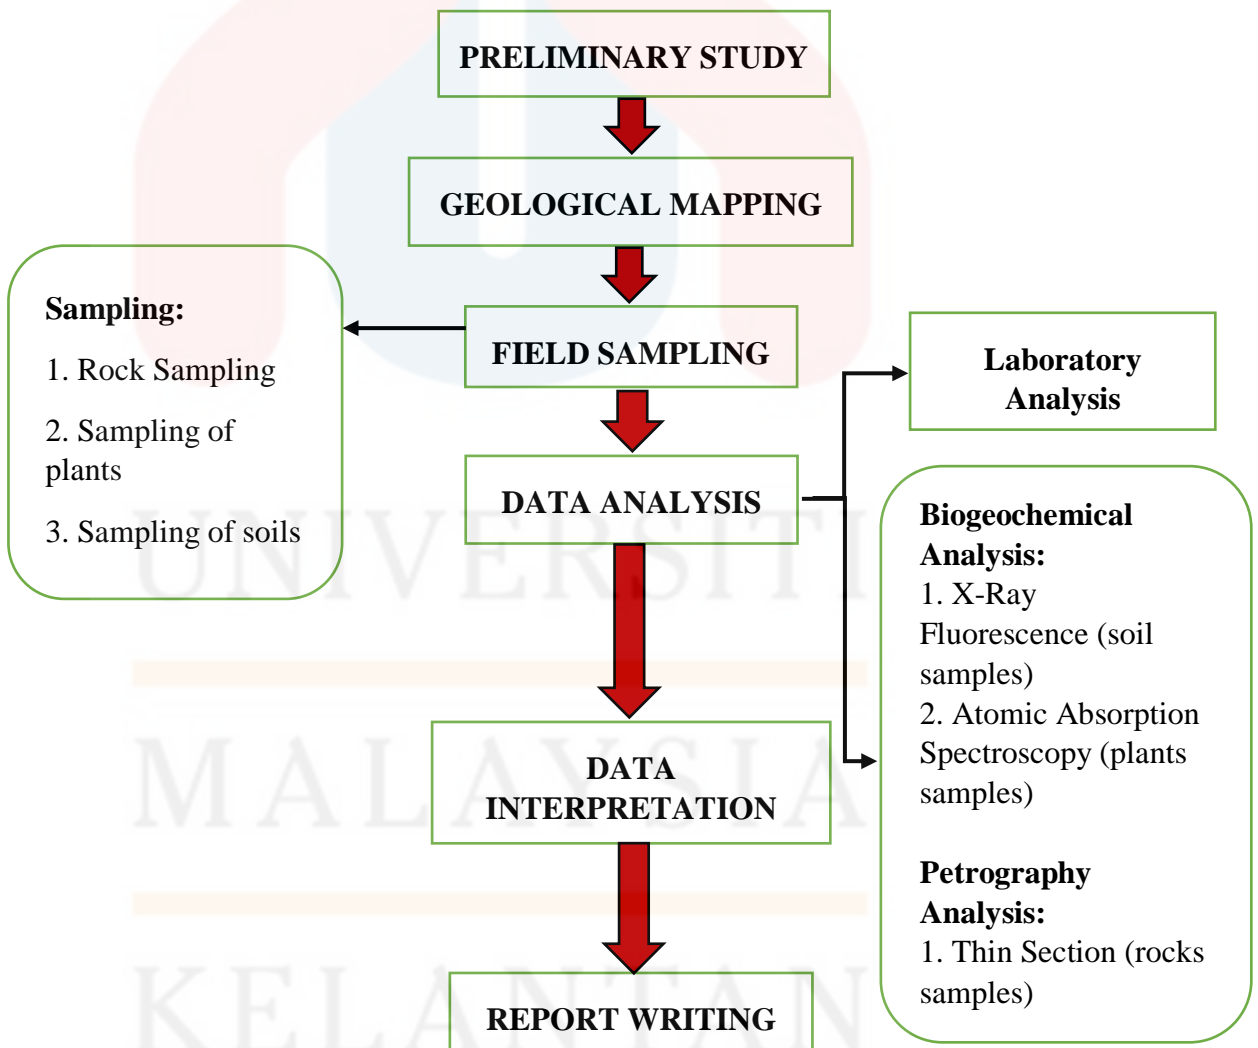 PRELIMINARY STUDY
GEOLOGICAL MAPPING
Sampling:
1. Rock Sampling
2. Sampling of
plants
3. Sampling of soils
FIELD SAMPLING
Laboratory
Analysis
DATA ANALYSIS
Biogeochemical
Analysis:
1. X-Ray
Fluorescence (soil
samples)
2. Atomic Absorption
Spectroscopy (plants
samples)
Petrography
Analysis:
1. Thin Section (rocks
samples)
DATA
INTERPRETATION
REPORT WRITING
UNIVERSITI
MALAYSIA
KELANTAN